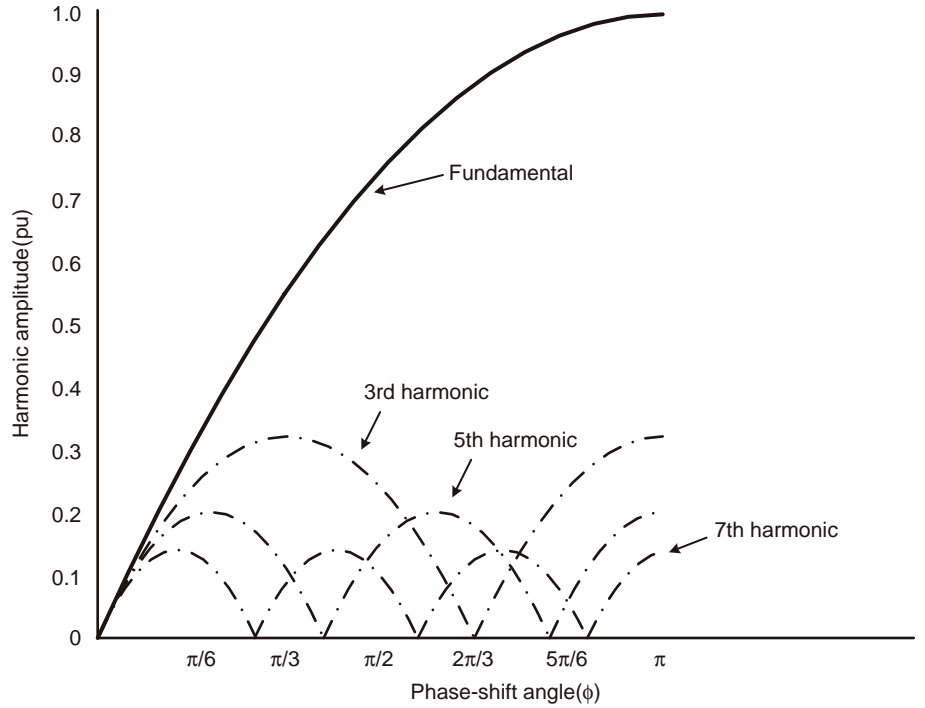 1.0
0.9
0.8
0.7
0.6
0.5
0.4
0.3
0.2
0.1
0
Harmonic amplitude(pu)
Fundamental
3rd harmonic
5th harmonic
7th harmonic
π/6 π/3 π/2 2π/3 5π/6 π
Phase-shift angle(ϕ)